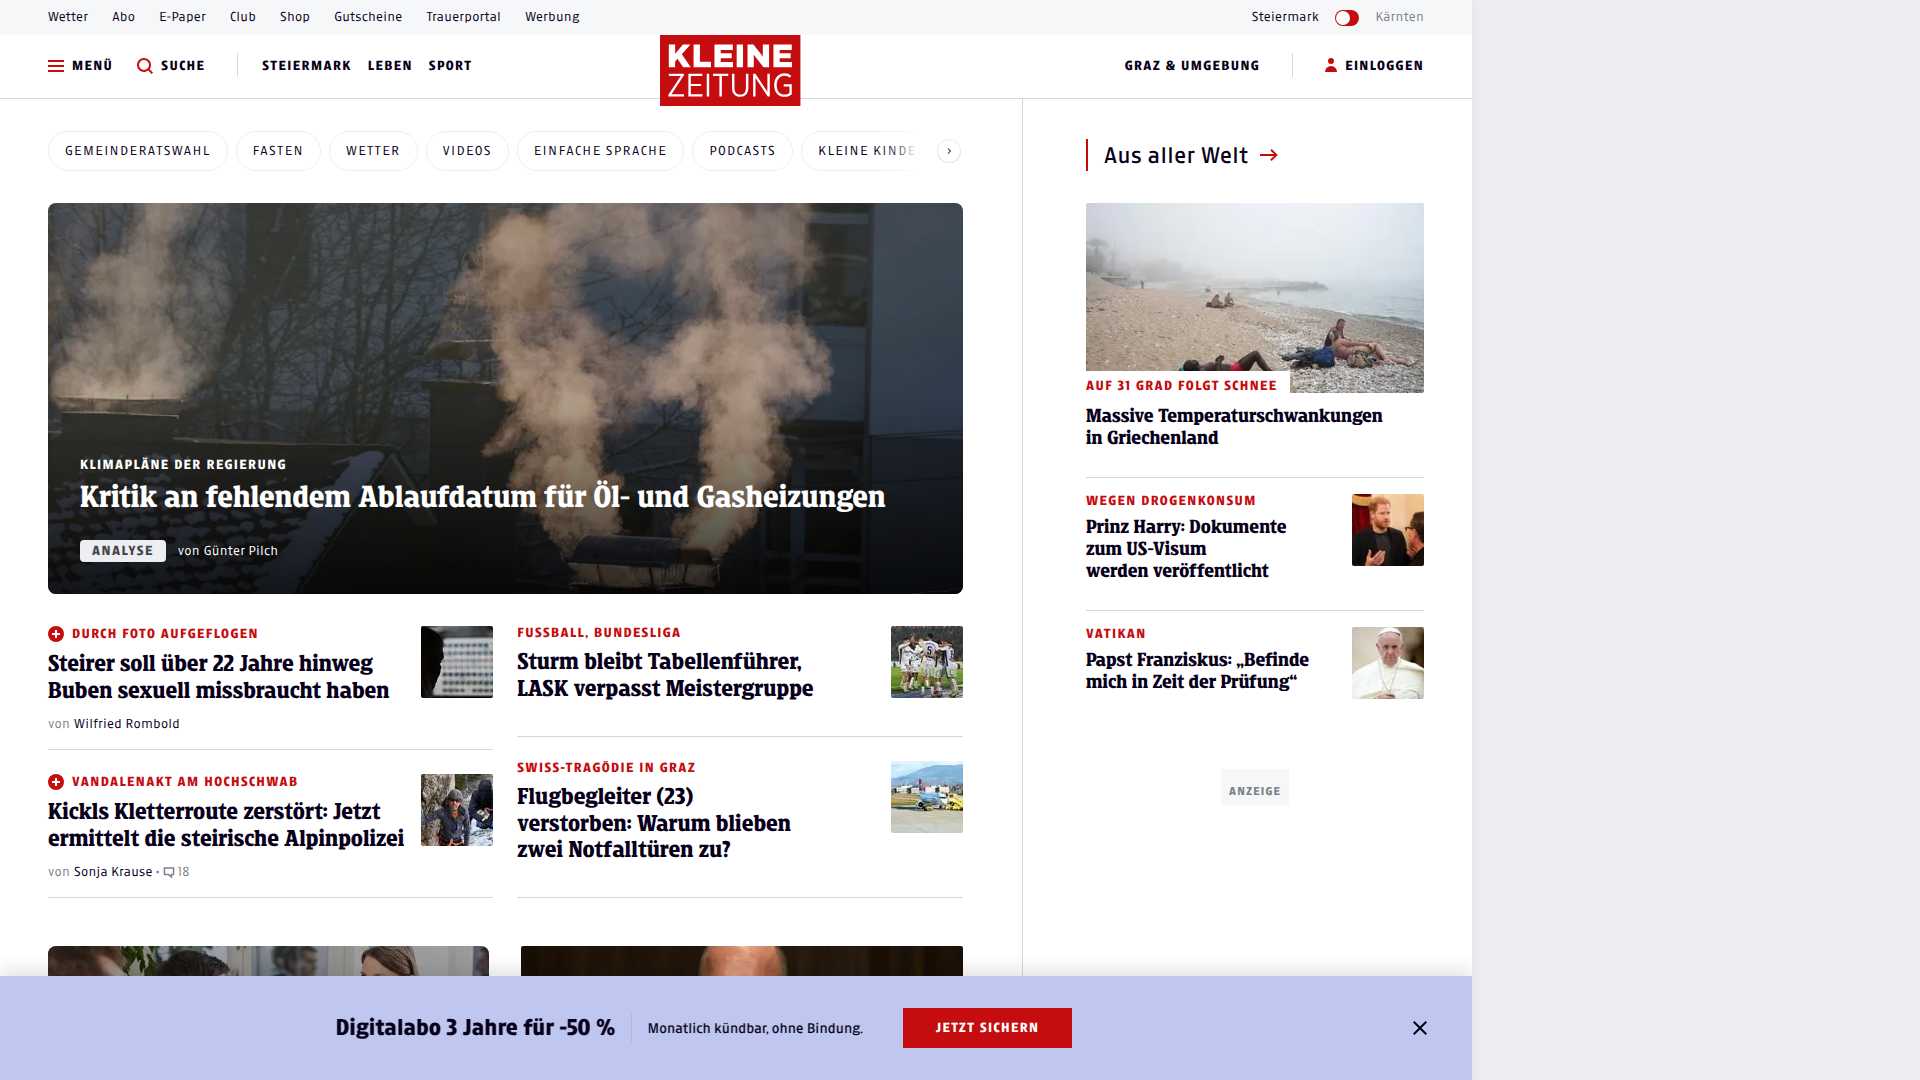 Wetter Abo E-Paper Club Shop Gutscheine Trauerportal Werbung Steiermark Kärnten
MENÜ SUCHE STEIERMARK LEBEN SPORT KLEINE ZEITUNG GRAZ & UMGEBUNG EINLOGGEN
GEMEINDERATSWAHL FASTEN WETTER VIDEOS EINFACHE SPRACHE PODCASTS KLEINE KINDE
KLIMAPLÄNE DER REGIERUNG
Kritik an fehlendem Ablaufdatum für Öl- und Gasheizungen
ANALYSE von Günter Pilch
DURCH FOTO AUFGEFLOGEN
Steirer soll über 22 Jahre hinweg
Buben sexuell missbraucht haben
von Wilfried Rombold
VANDALENAKT AM HOCHSCHWAB
Kickls Kletterroute zerstört: Jetzt
ermittelt die steirische Alpinpolizei
von Sonja Krause • 18
FUSSBALL, BUNDESLIGA
Sturm bleibt Tabellenführer,
LASK verpasst Meistergruppe
SWISS-TRAGÖDIE IN GRAZ
Flugbegleiter (23)
verstorben: Warum blieben
zwei Notfalltüren zu?
Aus aller Welt
AUF 31 GRAD FOLGT SCHNEE
Massive Temperaturschwankungen
in Griechenland
WEGEN DROGENKONSUM
Prinz Harry: Dokumente
zum US-Visum
werden veröffentlicht
VATIKAN
Papst Franziskus: „Befinde
mich in Zeit der Prüfung“
ANZEIGE
Digitalabo 3 Jahre für -50 % Monatlich kündbar, ohne Bindung. JETZT SICHERN